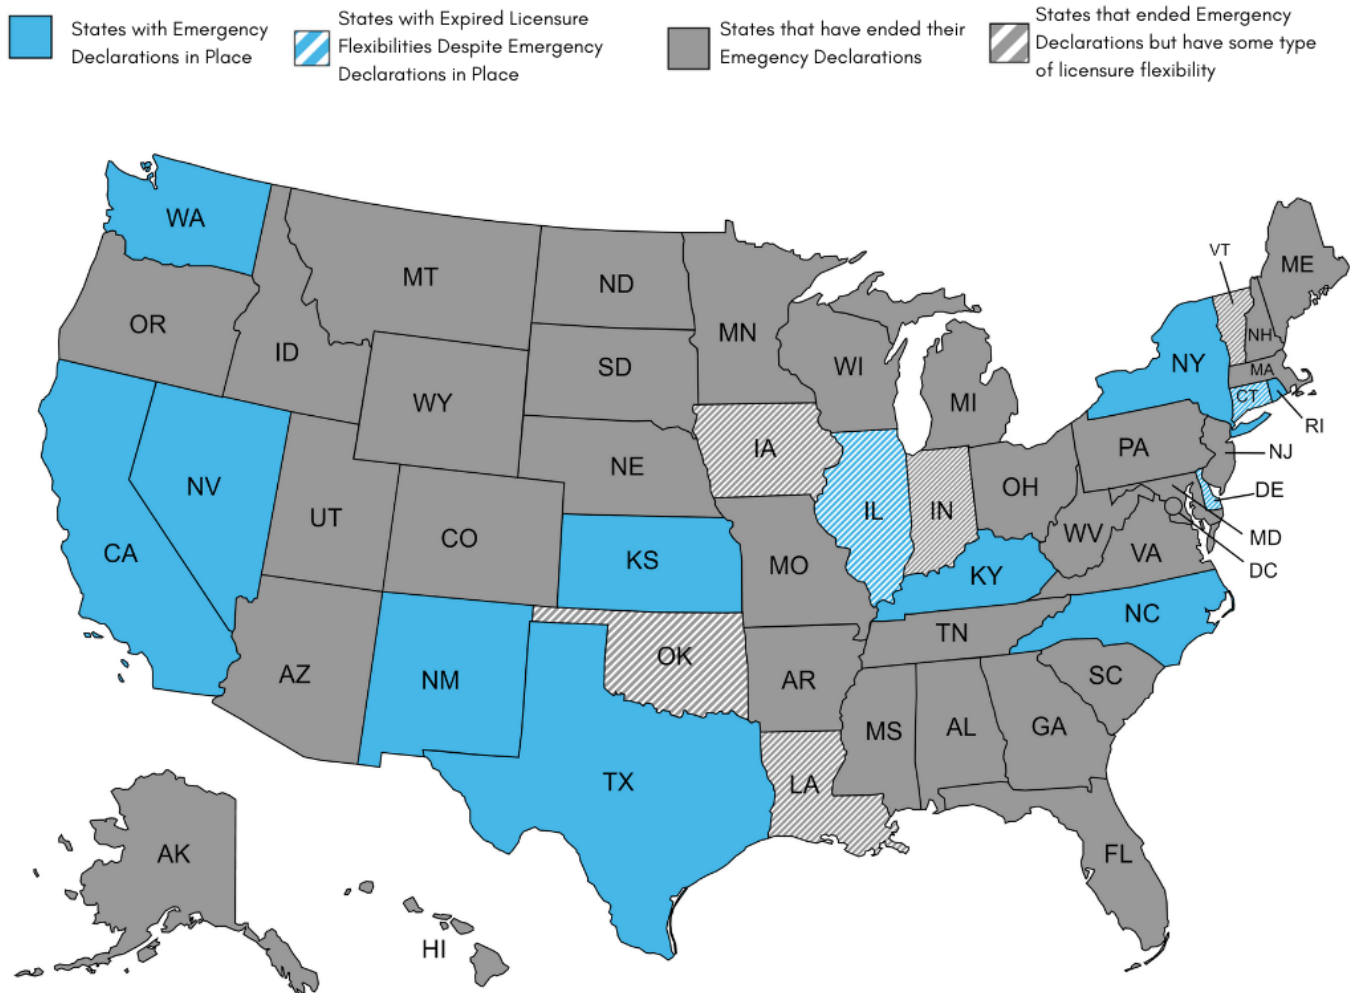 States with Emergency
Declarations in Place
States with Expired Licensure
Flexibilities Despite Emergency
Declarations in Place
States that have ended their
Emegency Declarations
States that ended Emergency
Declarations but have some type
of licensure flexibility
WA
MT
ND
MN
VT
ME
OR
ID
SD
WI
NH
WY
MI
NY
MA
CT
RI
NV
UT
NE
IA
PA
NJ
CA
CO
KS
MO
IL
IN
OH
WV
VA
DE
MD
DC
KY
NC
TN
AZ
NM
OK
AR
SC
TX
LA
MS
AL
GA
AK
HI
FL